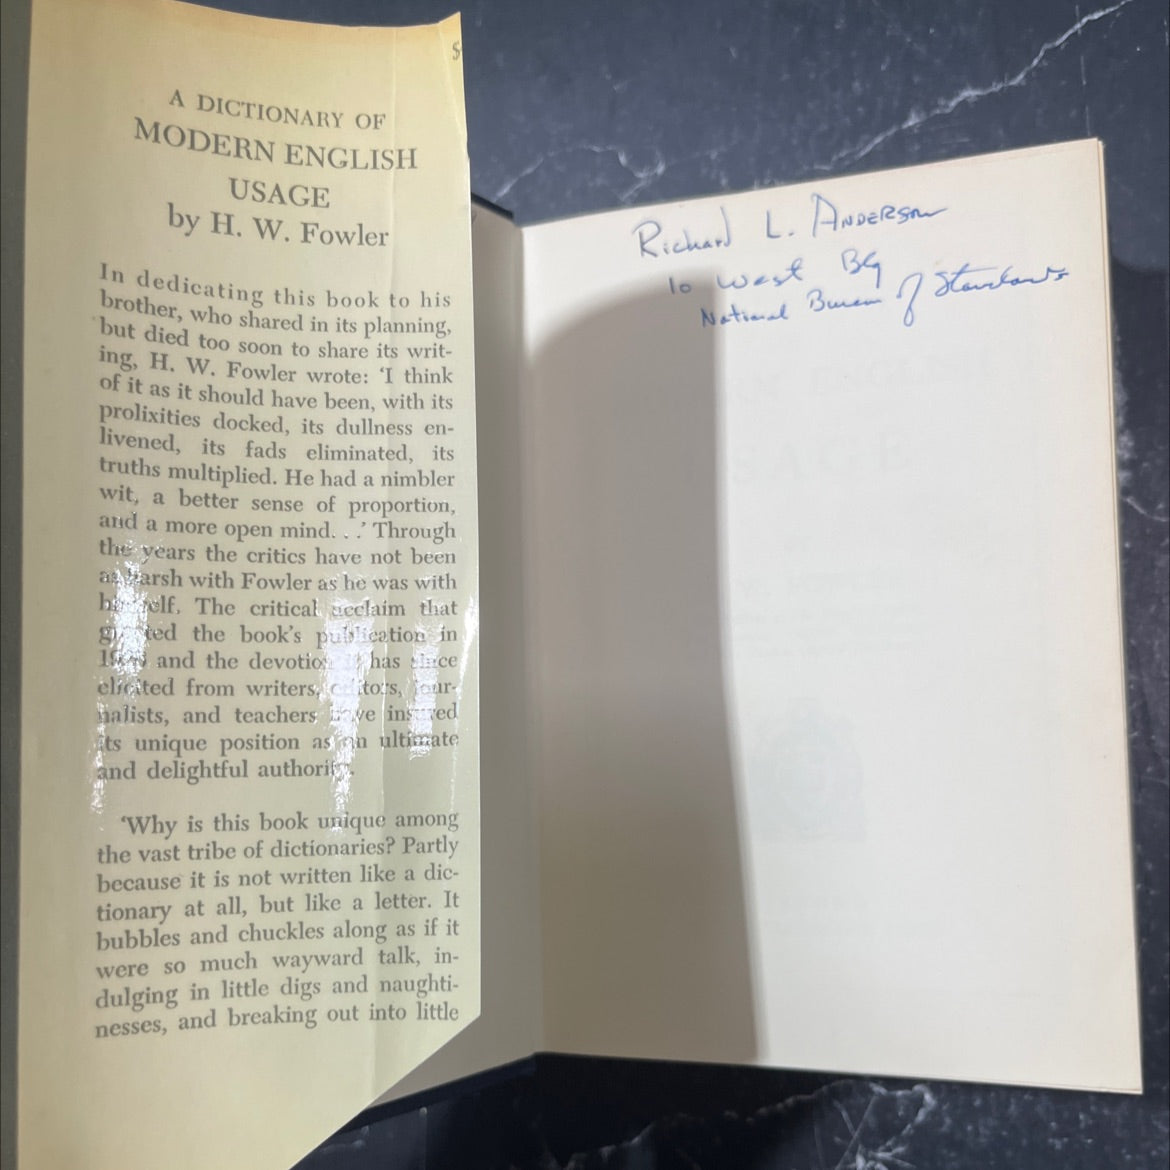 $
A DICTIONARY OF
MODERN ENGLISH
USAGE
by H. W. Fowler
In dedicating this book to his
brother, who shared in its planning,
but died too soon to share its writ-
ing, H. W. Fowler wrote: ‘I think
of it as it should have been, with its
prolixities docked, its dullness en-
livened, its fads eliminated, its
truths multiplied. He had a nimbler
wit, a better sense of proportion,
and a more open mind. . .’ Through
the years the critics have not been
as harsh with Fowler as he was with
himself. The critical acclaim that
greeted the book’s publication in
and the devotion it has since
elicited from writers, editors, jour-
nalists, and teachers have insured
its unique position as an ultimate
and delightful authority.
‘Why is this book unique among
the vast tribe of dictionaries? Partly
because it is not written like a dic-
tionary at all, but like a letter. It
bubbles and chuckles along as if it
were so much wayward talk, in-
dulging in little digs and naughti-
nesses, and breaking out into little
Richard L. Anderson
10 West Bg
National Bureau of Standards